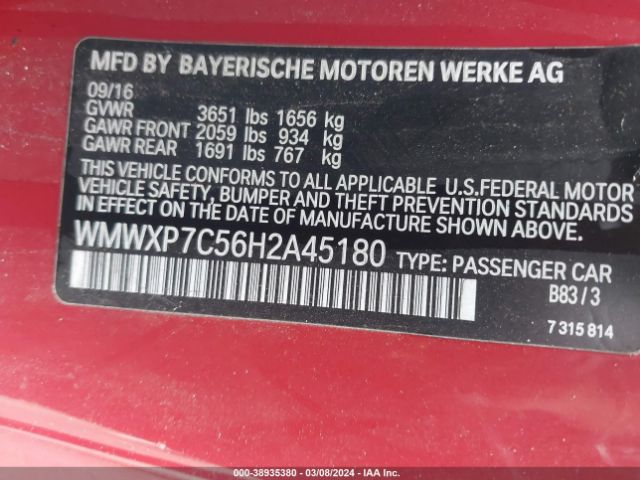 MFD BY BAYERISCHE MOTOREN WERKE AG
09/16
GVWR 3651 lbs 1656 kg
GAWR FRONT 2059 lbs 934 kg
GAWR REAR 1691 lbs 767 kg
THIS VEHICLE CONFORMS TO ALL APPLICABLE U.S.FEDERAL MOTOR
VEHICLE SAFETY, BUMPER AND THEFT PREVENTION STANDARDS
IN EFFECT ON THE DATE OF MANUFACTURE SHOWN ABOVE.
WMWXP7C56H2A45180 TYPE: PASSENGER CAR
B83/3
7 315 814
000-38935380 - 03/08/2024 - IAA Inc.